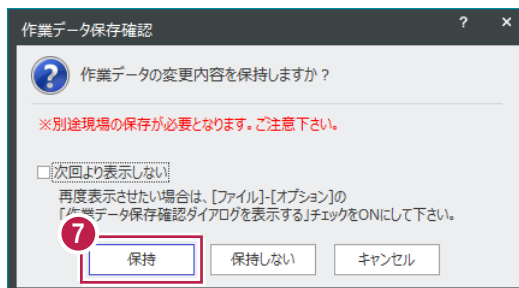 作業データ保存確認
? ×
作業データの変更内容を保持しますか？
※別途現場の保存が必要となります。ご注意下さい。
次回より表示しない
再度表示させたい場合は、[ファイル]-[オプション]の
「作業データ保存確認ダイアログを表示する」チェックをONにして下さい。
7
保持 保持しない キャンセル